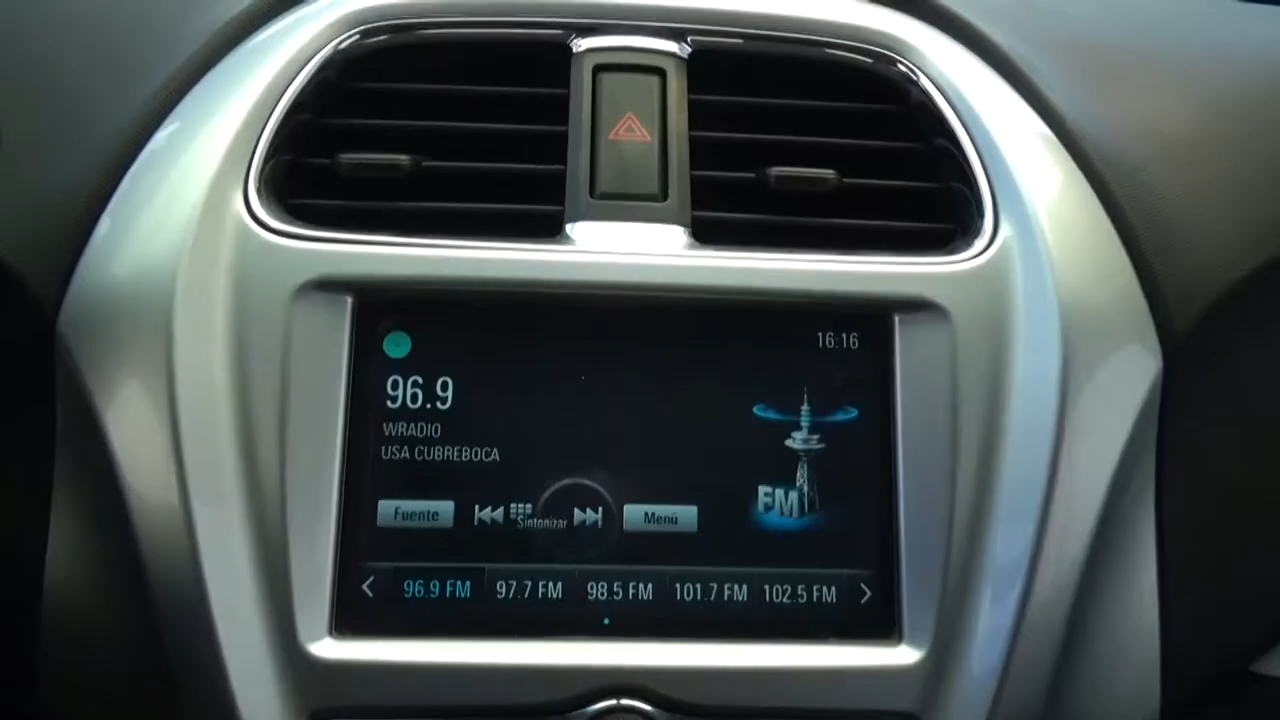 16:16
96.9
WRADIO
USA CUBREBOCA
FM
Fuente
Sintonizar
Menú
96.9 FM
97.7 FM
98.5 FM
101.7 FM
102.5 FM